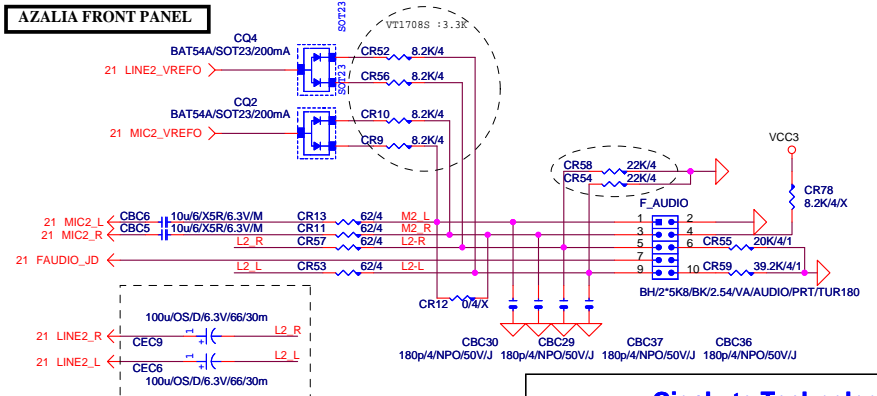 AZALIA FRONT PANEL
SOT23
CQ4
BAT54A/SOT23/200mA
VT1708S :3.3K
21 LINE2_VREFO
CR52 8.2K/4
CR56 8.2K/4
SOT23
CQ2
BAT54A/SOT23/200mA
21 MIC2_VREFO
CR10 8.2K/4
CR9 8.2K/4
VCC3
CR58 22K/4
CR54 22K/4
CR78
8.2K/4/X
F_AUDIO
21 MIC2_L CBC6 10u/6/X5R/6.3V/M CR13 62/4 M2_L 1 2
21 MIC2_R CBC5 10u/6/X5R/6.3V/M CR11 62/4 M2_R 3 4
L2_R CR57 62/4 L2-R 5 6 CR55 20K/4/1
21 FAUDIO_JD 7
L2_L CR53 62/4 L2-L 9 10 CR59 39.2K/4/1
BH/2*5K8/BK/2.54/VA/AUDIO/PRT/TUR180
CR12 0/4/X
100u/OS/D/6.3V/66/30m
21 LINE2_R 1 + L2_R
CEC9
21 LINE2_L 1 + L2_L
CEC6
100u/OS/D/6.3V/66/30m
CBC30 CBC29 CBC37 CBC36
180p/4/NPO/50V/J 180p/4/NPO/50V/J 180p/4/NPO/50V/J 180p/4/NPO/50V/J